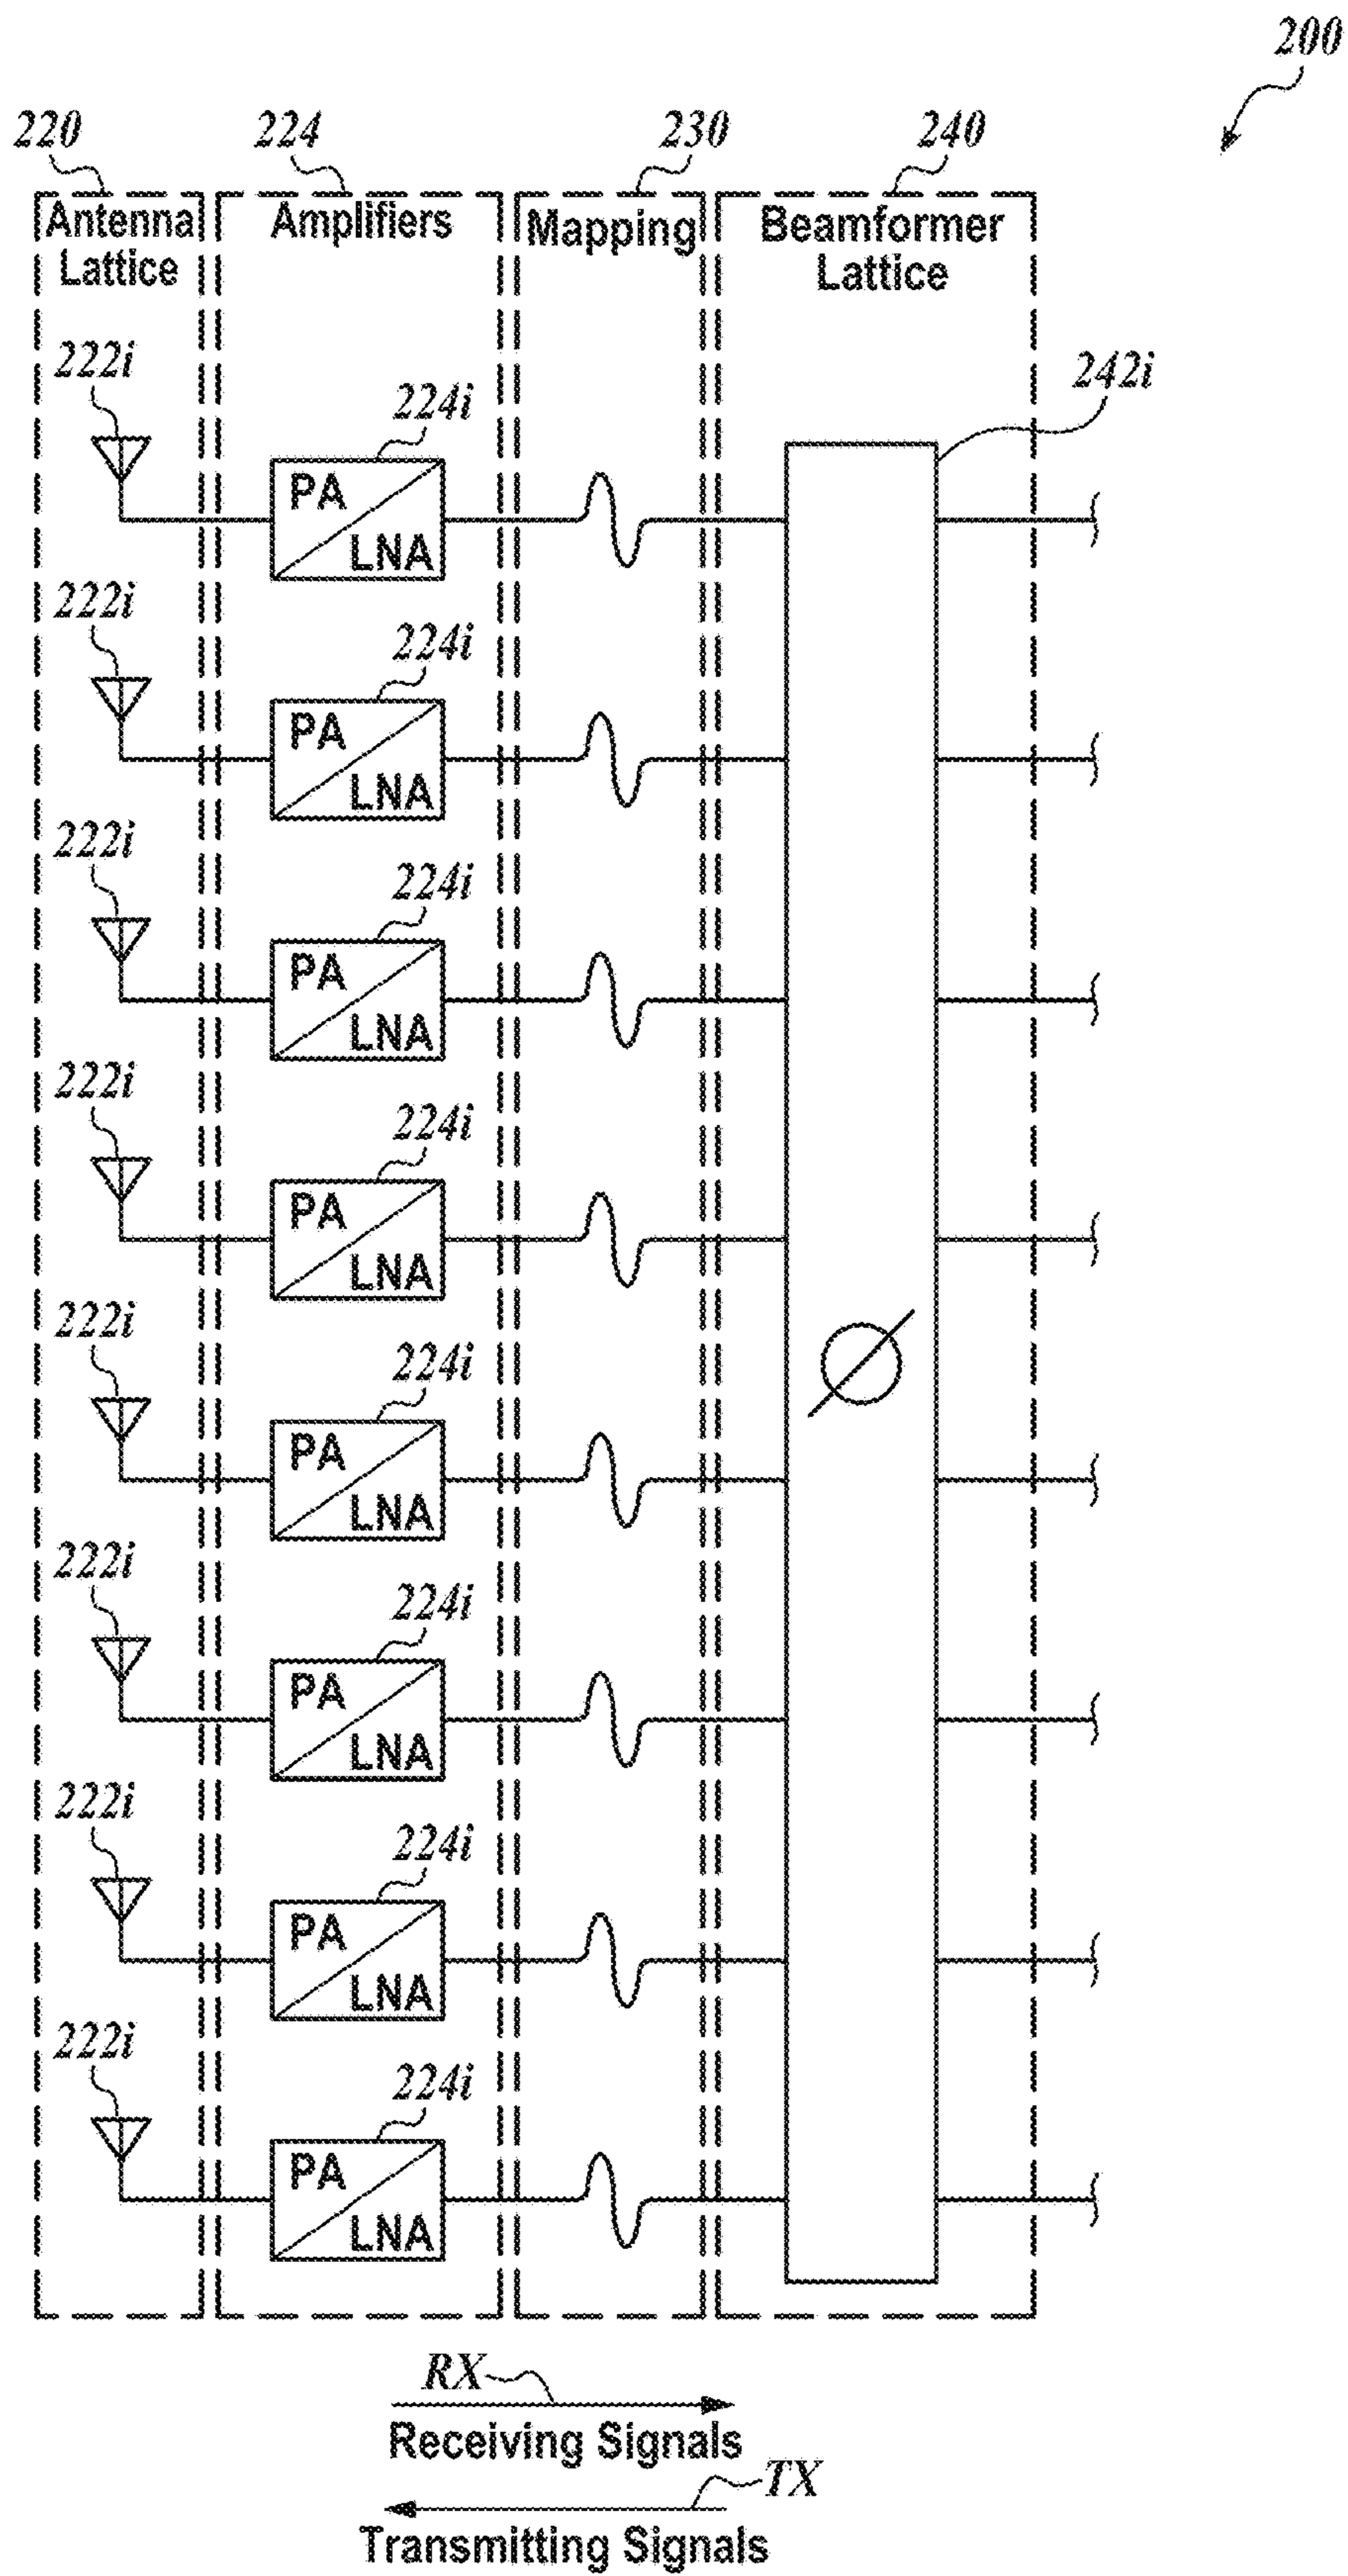 200
220 224 230 240
Antenna Amplifiers Mapping Beamformer
Lattice Lattice
222i 224i 242i
PA
LNA
222i 224i
PA
LNA
222i 224i
PA
LNA
222i 224i
PA
LNA
222i 224i
PA
LNA
222i 224i
PA
LNA
222i 224i
PA
LNA
222i 224i
PA
LNA
RX
Receiving Signals
TX
Transmitting Signals